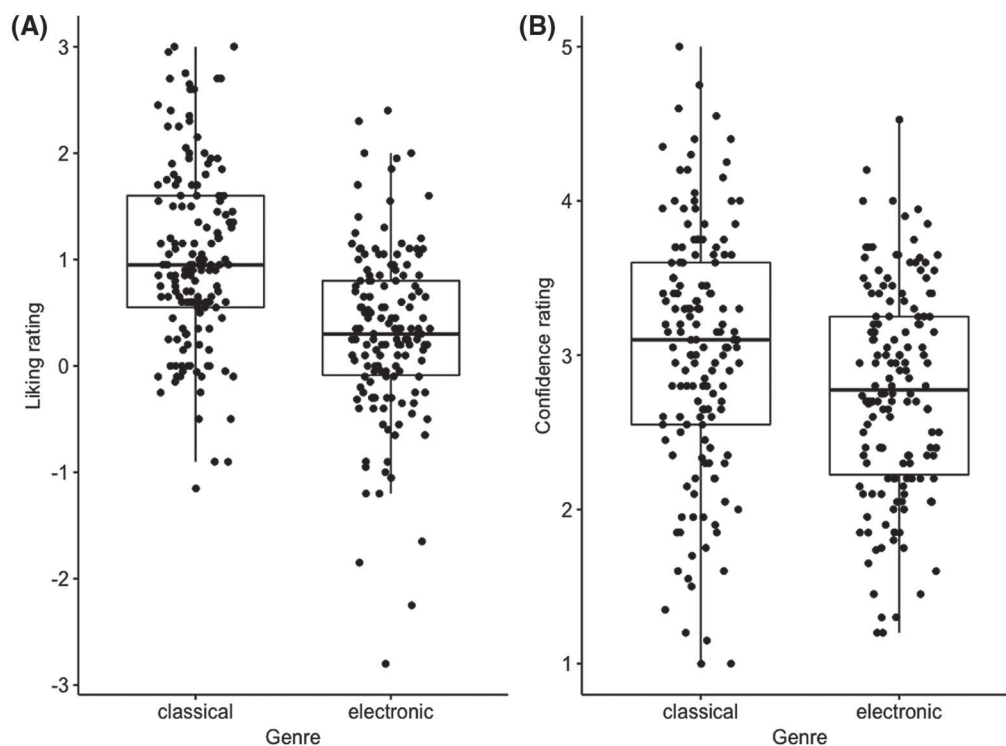 (A)
Liking rating
3
2
1
0
-1
-2
-3
classical electronic
Genre
(B)
Confidence rating
5
4
3
2
1
classical electronic
Genre